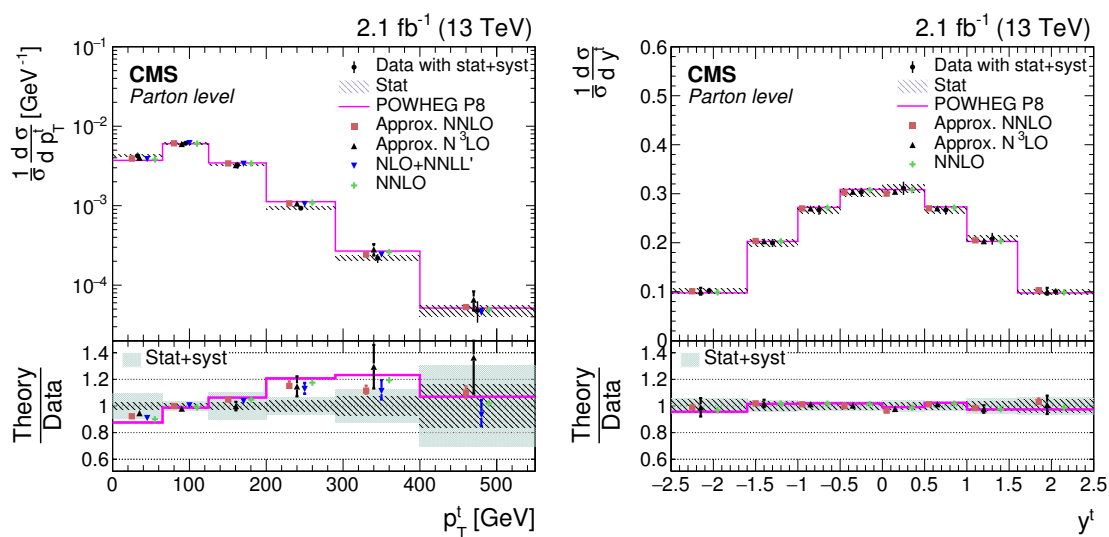 2.1 fb⁻¹ (13 TeV)
CMS
Parton level
Data with stat+syst
Stat
POWHEG P8
Approx. NNLO
Approx. N³LO
NLO+NNLL'
NNLO
1/σ dσ/dp_T^t [GeV⁻¹]
10⁻¹
10⁻²
10⁻³
10⁻⁴
Stat+syst
Theory
Data
1.4
1.2
1
0.8
0.6
0 100 200 300 400 500
p_T^t [GeV]
2.1 fb⁻¹ (13 TeV)
CMS
Parton level
Data with stat+syst
Stat
POWHEG P8
Approx. NNLO
Approx. N³LO
NNLO
1/σ dσ/dy^t
0.6
0.5
0.4
0.3
0.2
0.1
0
Stat+syst
Theory
Data
1.4
1.2
1
0.8
0.6
−2.5 −2 −1.5 −1 −0.5 0 0.5 1 1.5 2 2.5
y^t